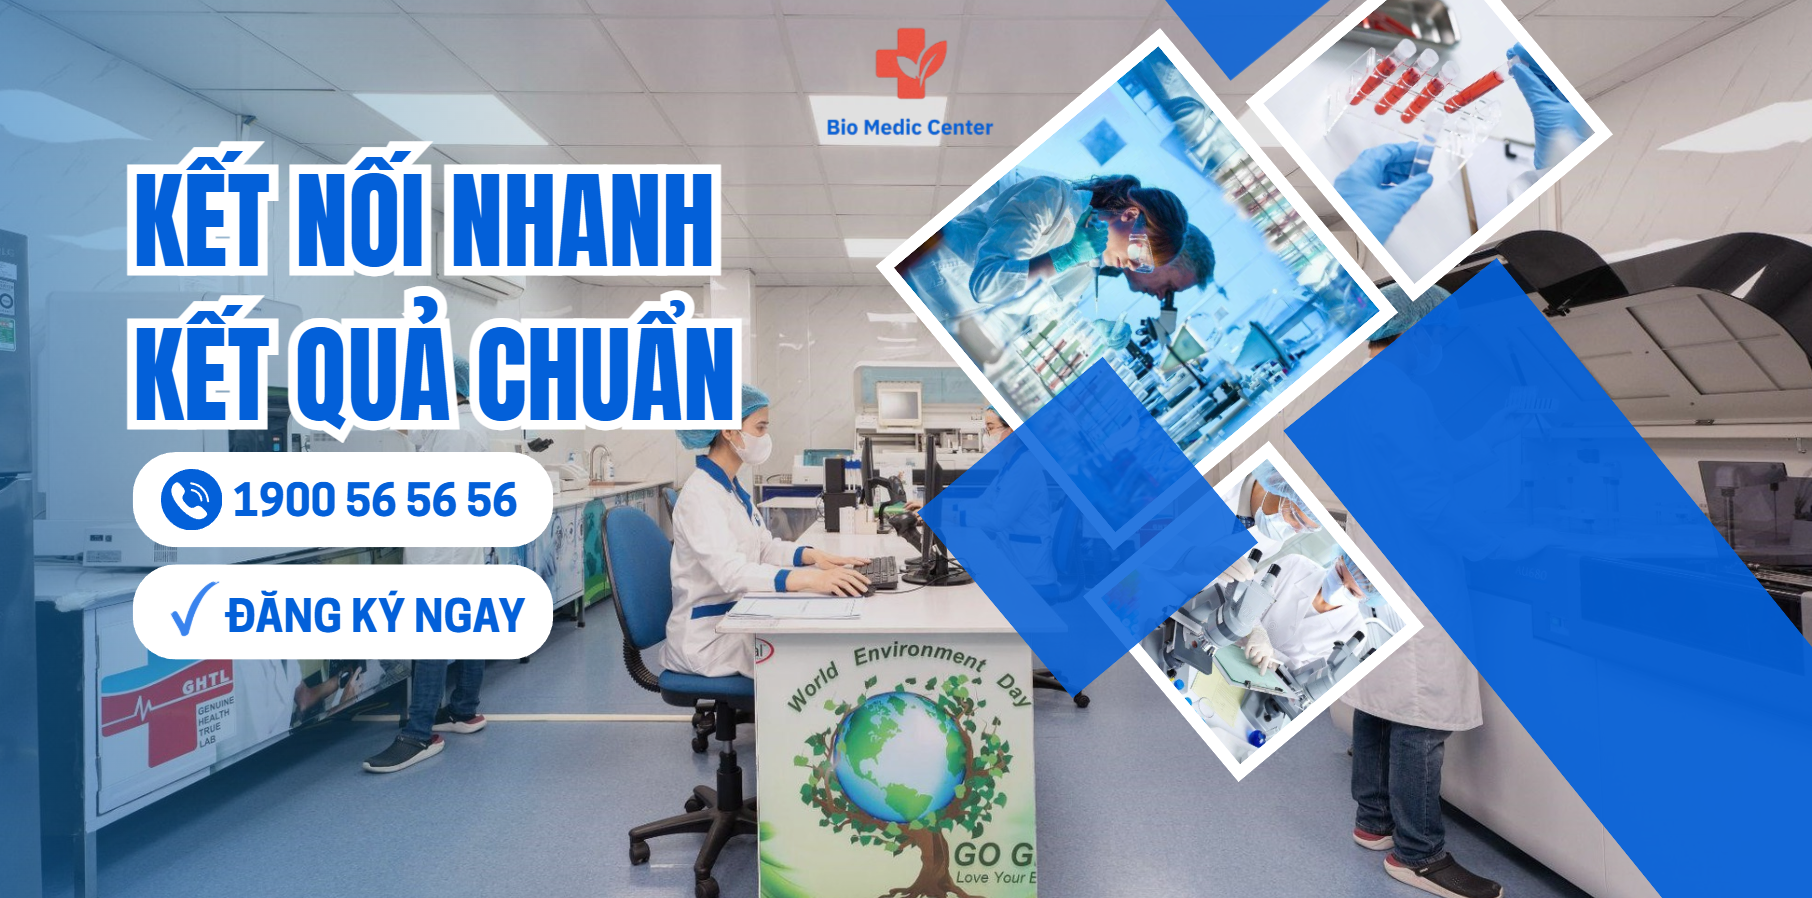 Bio Medic Center
KẾT NỐI NHANH
KẾT QUẢ CHUẨN
1900 56 56 56
ĐĂNG KÝ NGAY
GHTL
GENUINE
HEALTH
TRUE
LAB
World Environment Day
GO G
Love Your E